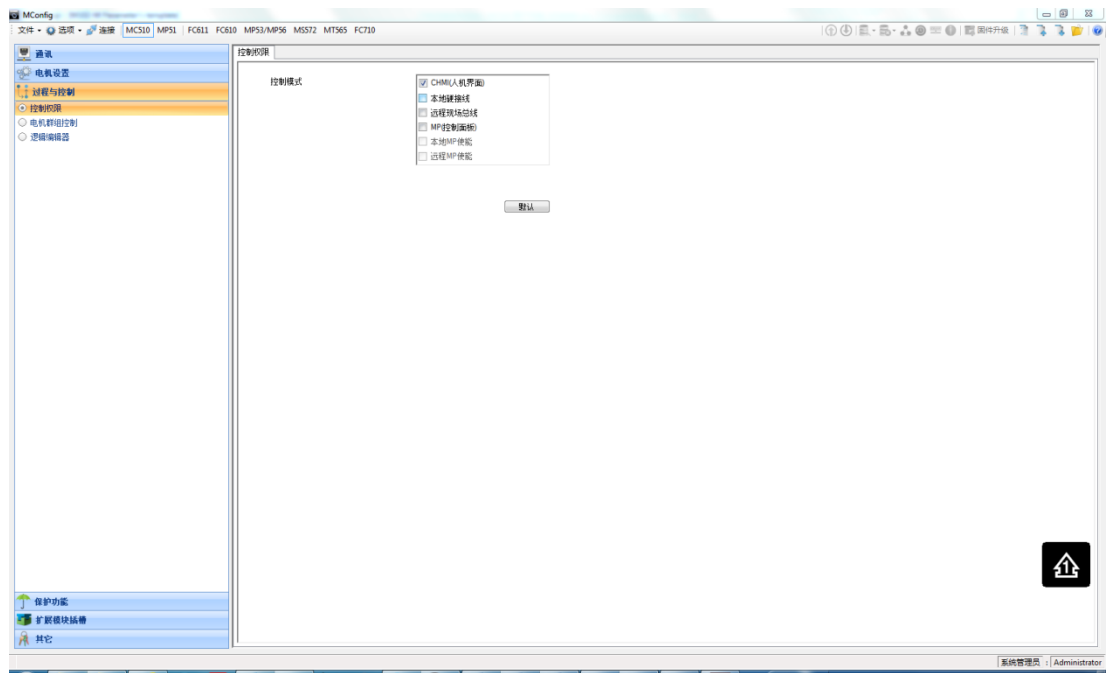 MConfig
文件 选项 连接 MC510 MP51 FC611 FC610 MP53/MP56 MS572 MT565 FC710 固件升级
通讯
电机设置
过程与控制
控制权限
电机群组控制
逻辑编辑器
控制权限
控制模式
CHMI(人机界面)
本地硬接线
远程现场总线
MP(控制面板)
本地MP使能
远程MP使能
默认
1
保护功能
扩展模块插槽
其它
系统管理员 : Administrator